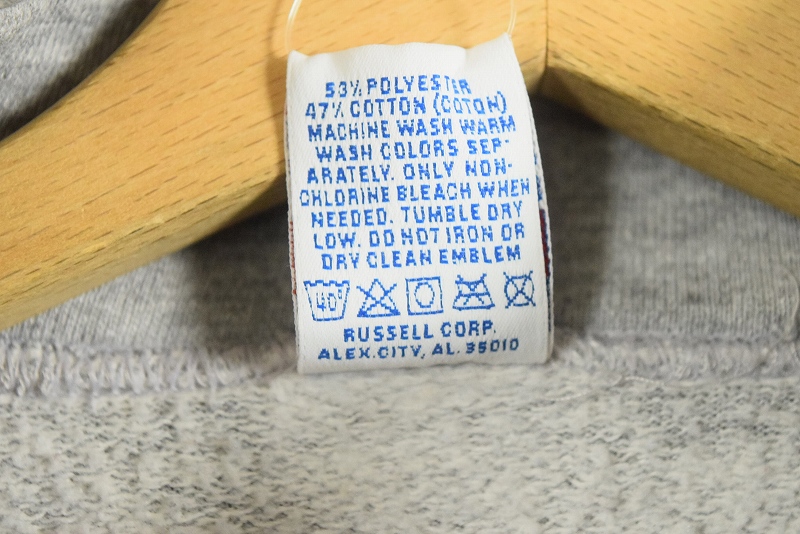 53% POLYESTER
47% COTTON (COTON)
MACHINE WASH WARM
WASH COLORS SEP-
ARATELY. ONLY NON-
CHLORINE BLEACH WHEN
NEEDED. TUMBLE DRY
LOW. DO NOT IRON OR
DRY CLEAN EMBLEM
40°
RUSSELL CORP.
ALEX.CITY, AL. 35010